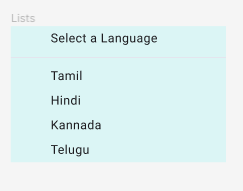 Lists
Select a Language
Tamil
Hindi
Kannada
Telugu